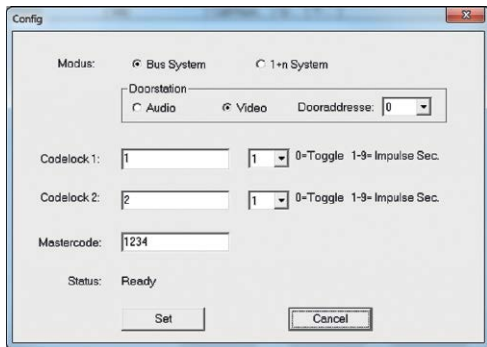 Config
Modus: Bus System 1+n System
Doorstation
Audio Video Dooraddresse: 0
Codelock 1: 1 1 0=Toggle 1-9= Impulse Sec.
Codelock 2: 2 1 0=Toggle 1-9= Impulse Sec.
Mastercode: 1234
Status: Ready
Set Cancel